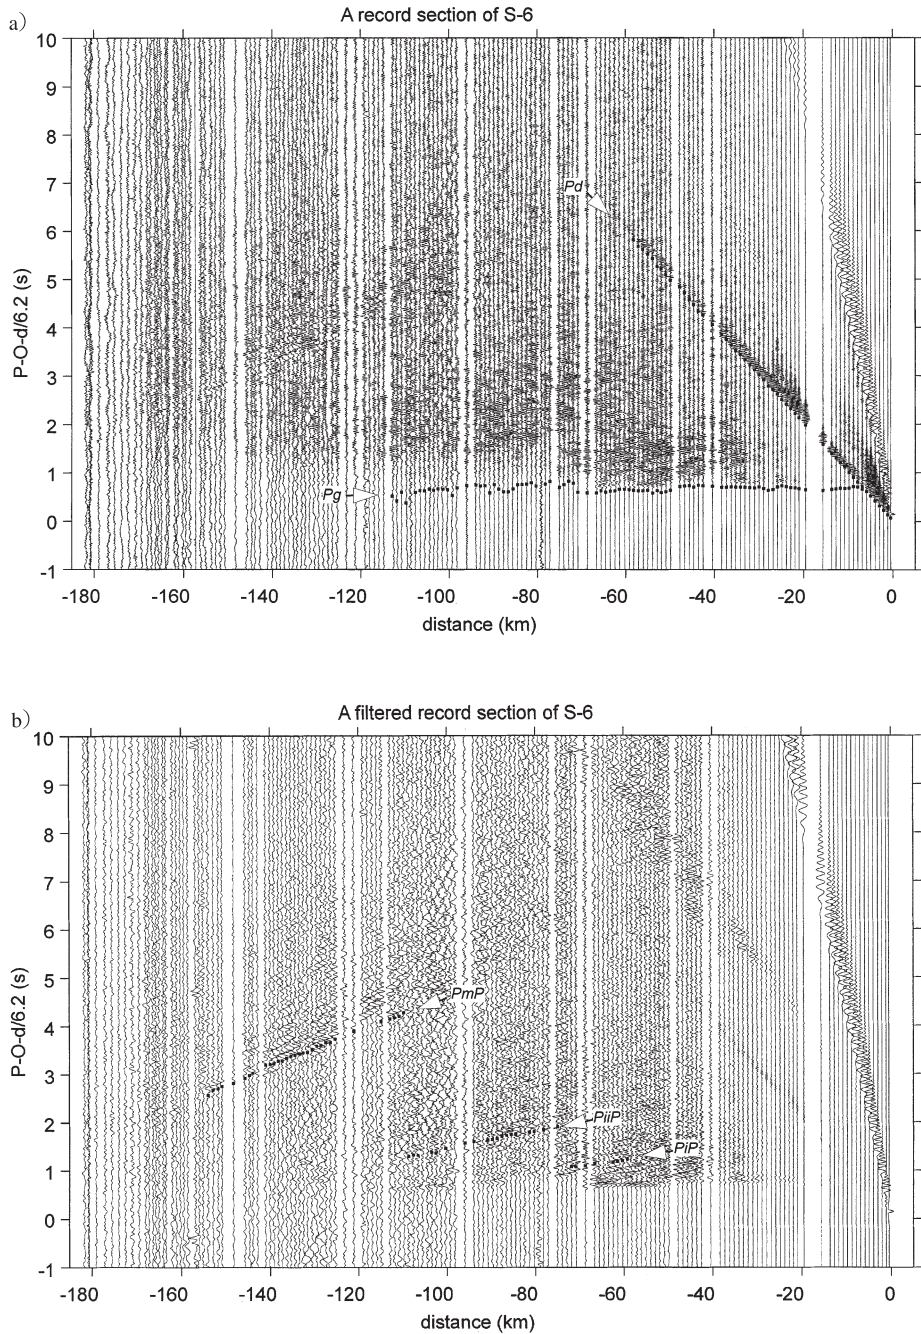 a)
A record section of S-6
10
9
8
7
6
5
4
3
2
1
0
-1
P-O-d/6.2 (s)
Pd
Pg
-180 -160 -140 -120 -100 -80 -60 -40 -20 0
distance (km)
b)
A filtered record section of S-6
10
9
8
7
6
5
4
3
2
1
0
-1
P-O-d/6.2 (s)
PmP
PiiP
PiP
-180 -160 -140 -120 -100 -80 -60 -40 -20 0
distance (km)